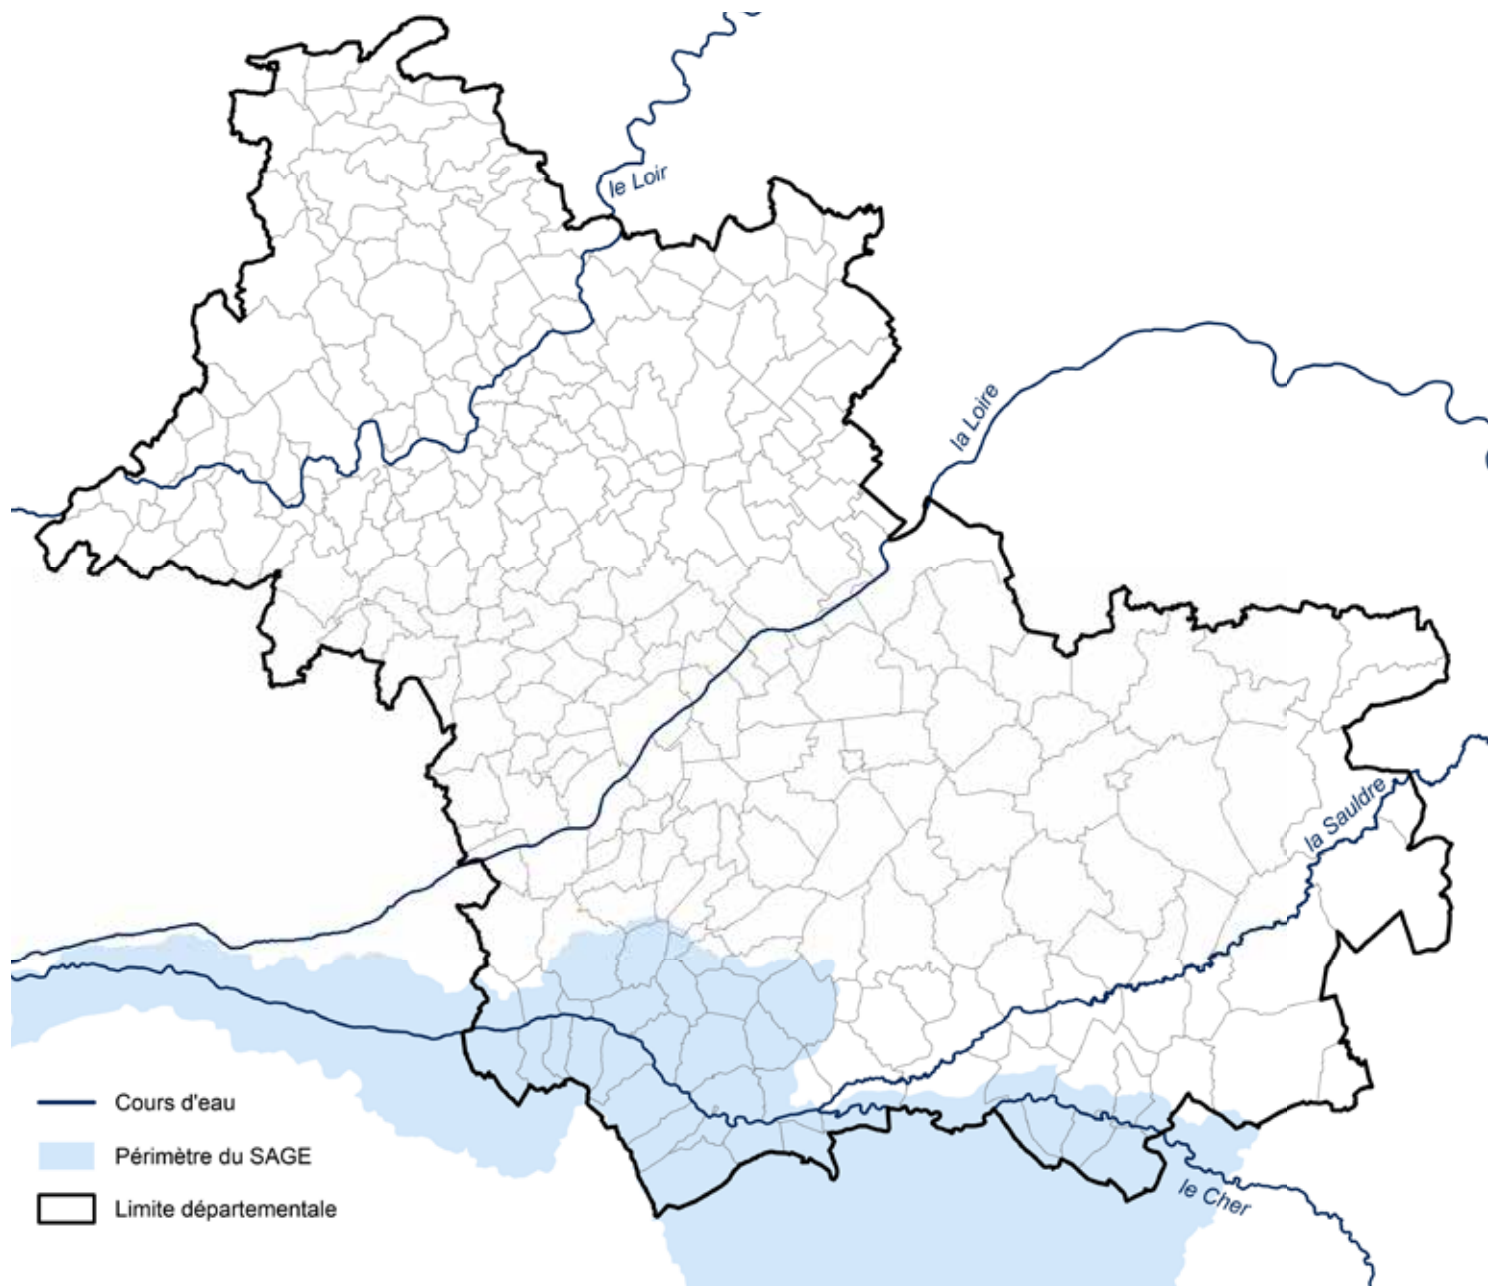 le Loir
la Loire
la Sauldre
le Cher
Cours d'eau
Périmètre du SAGE
Limite départementale